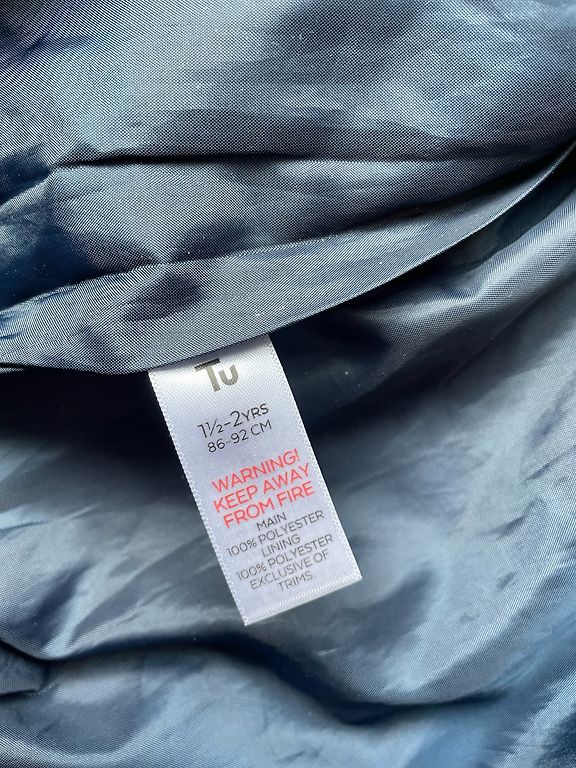 Tu
1½-2YRS
86-92 CM
WARNING!
KEEP AWAY
FROM FIRE
MAIN
100% POLYESTER
LINING
100% POLYESTER
EXCLUSIVE OF
TRIMS